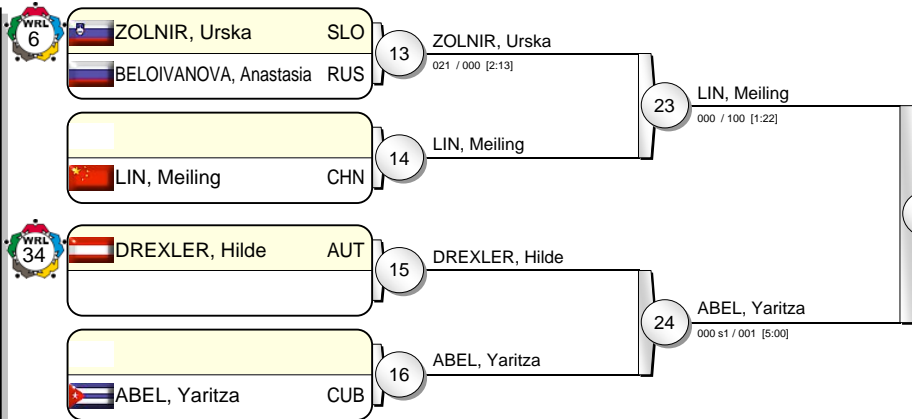 WRL
6
ZOLNIR, Urska SLO
BELOIVANOVA, Anastasia RUS
13
ZOLNIR, Urska
021 / 000 [2:13]
LIN, Meiling CHN
14
LIN, Meiling
23
LIN, Meiling
000 / 100 [1:22]
WRL
34
DREXLER, Hilde AUT
15
DREXLER, Hilde
ABEL, Yaritza CUB
16
ABEL, Yaritza
24
ABEL, Yaritza
000 s1 / 001 [5:00]